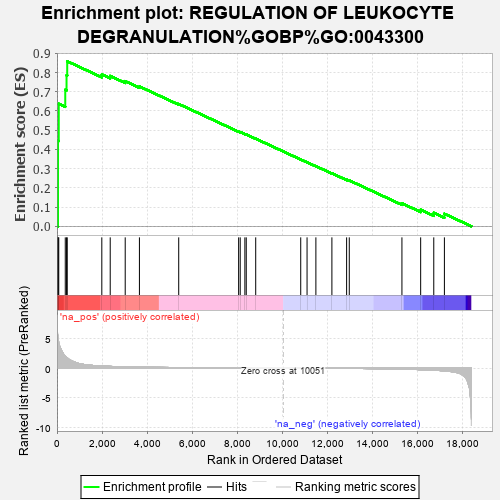 Enrichment plot: REGULATION OF LEUKOCYTE
DEGRANULATION%GOBP%GO:0043300
Enrichment score (ES)
0.9
0.8
0.7
0.6
0.5
0.4
0.3
0.2
0.1
0.0
'na_pos' (positively correlated)
Ranked list metric (PreRanked)
5
0
-5
-10
Zero cross at 10051
'na_neg' (negatively correlated)
0 2,000 4,000 6,000 8,000 10,000 12,000 14,000 16,000 18,000
Rank in Ordered Dataset
Enrichment profile Hits Ranking metric scores